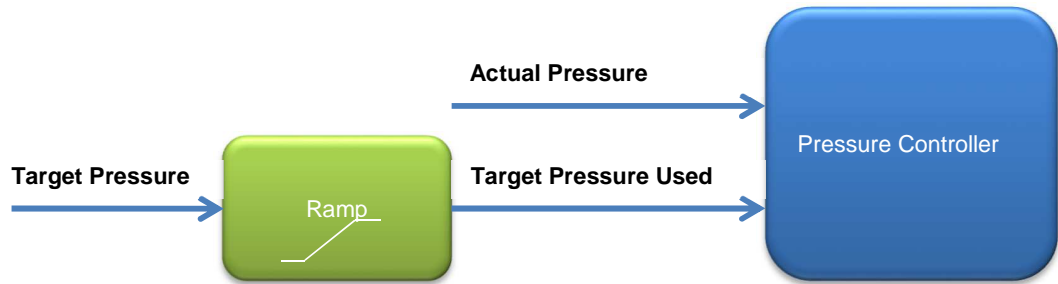 Actual Pressure
Pressure Controller
Target Pressure
Target Pressure Used
Ramp